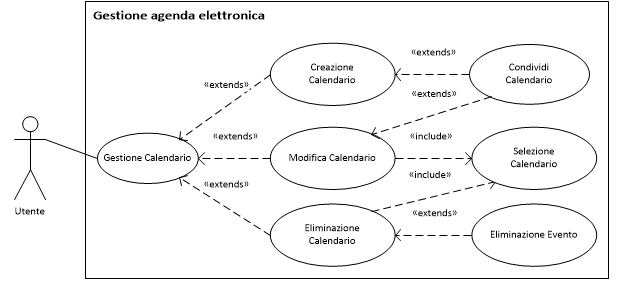 Gestione agenda elettronica
«extends»
Creazione
Calendario
«extends»
Condividi
Calendario
«extends»
Utente
Gestione Calendario
«extends»
Modifica Calendario
«include»
Selezione
Calendario
«extends»
«include»
Eliminazione
Calendario
«extends»
Eliminazione Evento